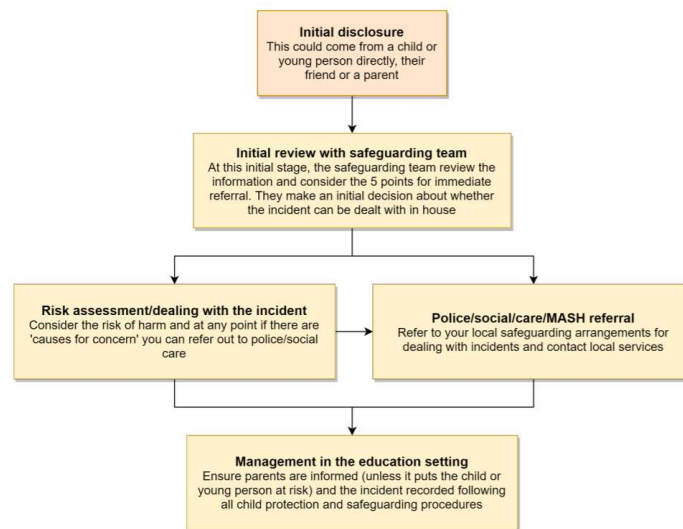 Initial disclosure
This could come from a child or
young person directly, their
friend or a parent
Initial review with safeguarding team
At this initial stage, the safeguarding team review the
information and consider the 5 points for immediate
referral. They make an initial decision about whether
the incident can be dealt with in house
Risk assessment/dealing with the incident
Consider the risk of harm and at any point if there are
'causes for concern' you can refer out to police/social
care
Police/social/care/MASH referral
Refer to your local safeguarding arrangements for
dealing with incidents and contact local services
Management in the education setting
Ensure parents are informed (unless it puts the child or
young person at risk) and the incident recorded following
all child protection and safeguarding procedures